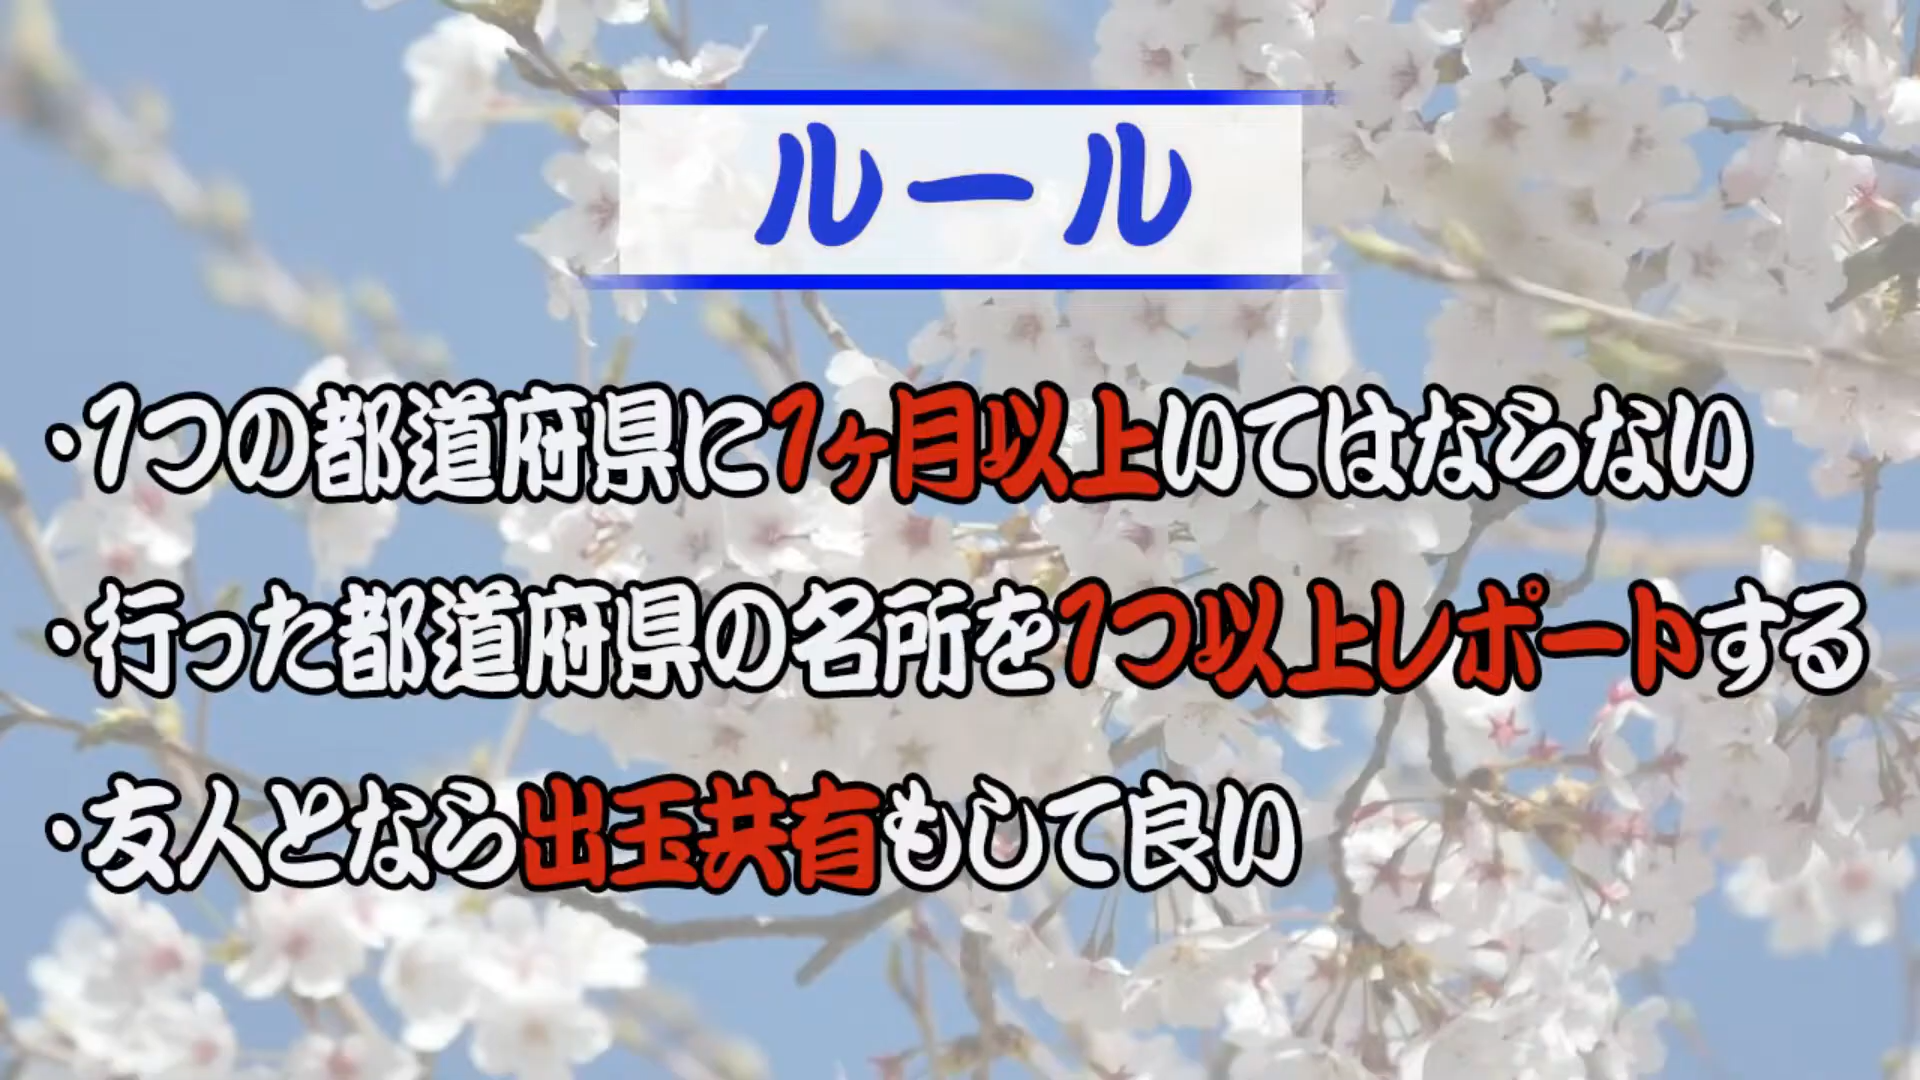 ルール
・1つの都道府県に1ヶ月以上いてはならない
・行った都道府県の名所を1つ以上レポートする
・友人となら出玉共有もして良い